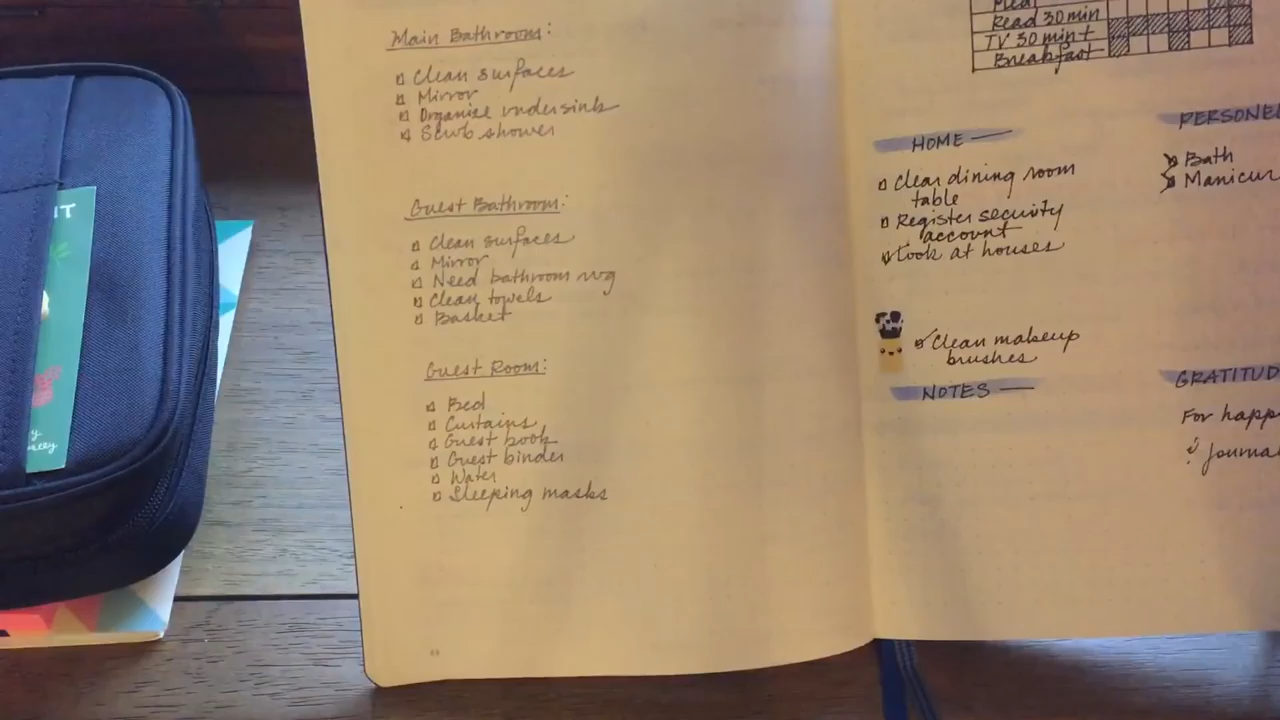 Main Bathroom:
Clean surfaces
Mirror
Organize undersink
Scrub shower
Guest Bathroom:
Clean surfaces
Mirror
Need bathroom rug
Clean towels
Basket
Guest Room:
Bed
Curtains
Guest book
Guest binder
Water
Sleeping masks
Read 30 min
TV 30 min +
Breakfast
HOME
Clear dining room
table
Register security
account
Look at houses
Clean makeup
brushes
NOTES
PERSONE
Bath
Manicur
GRATITUD
For happ
! Journa